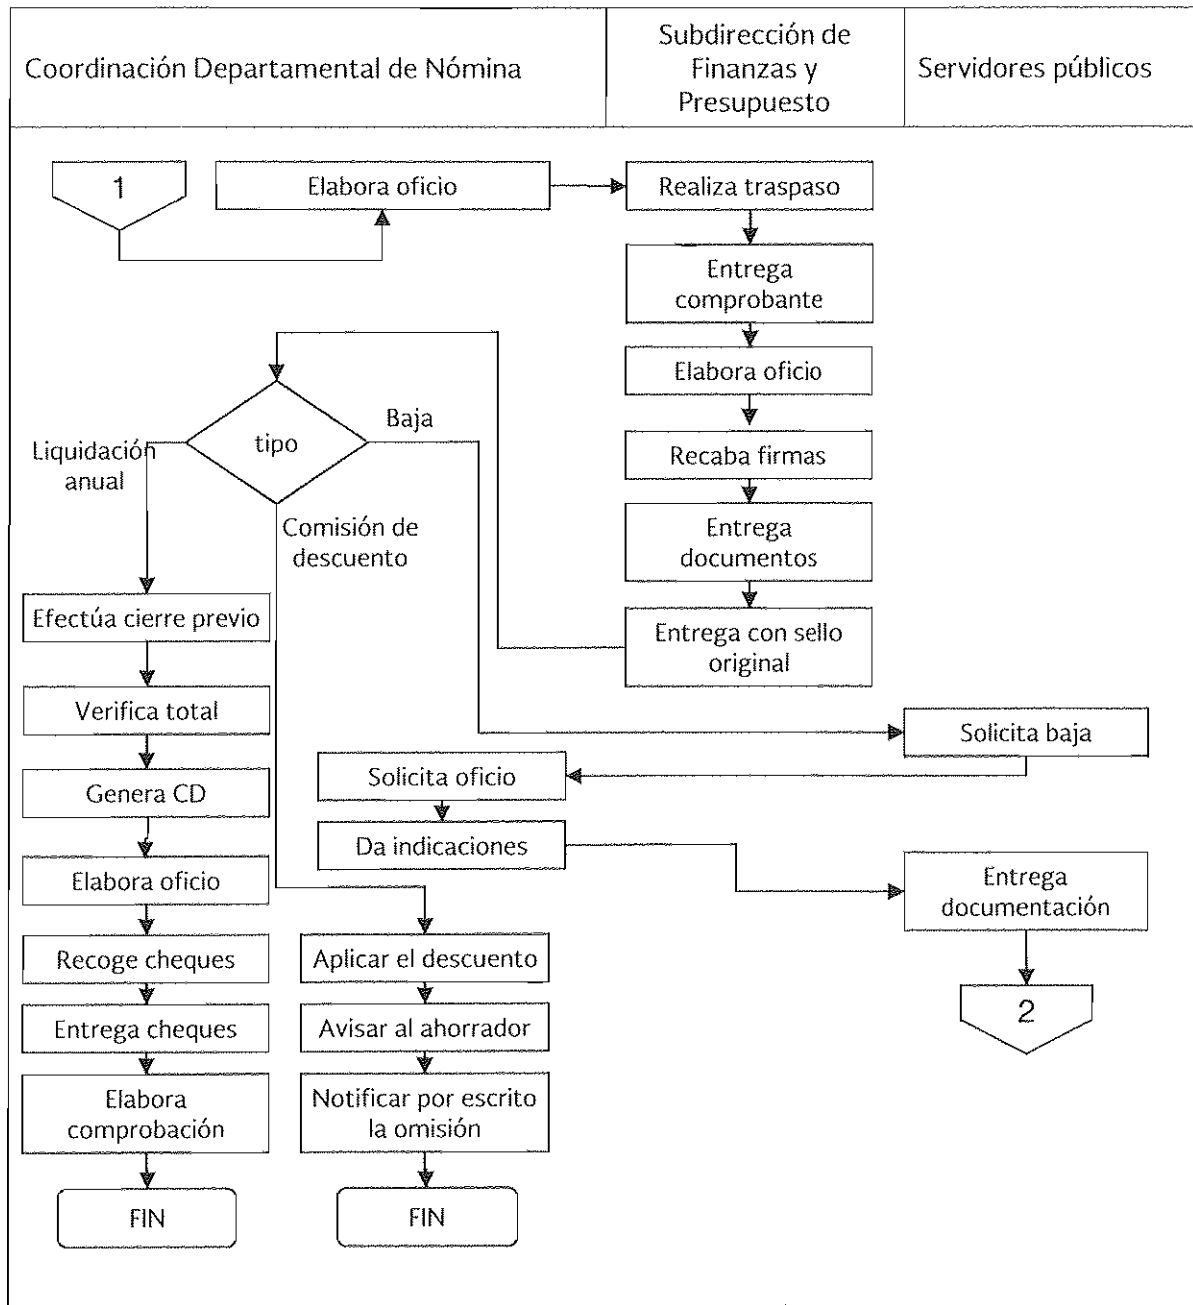 Coordinación Departamental de Nómina
Subdirección de
Finanzas y
Presupuesto
Servidores públicos
1
Elabora oficio
Realiza traspaso
Entrega
comprobante
Elabora oficio
Recaba firmas
Entrega
documentos
Entrega con sello
original
tipo
Baja
Liquidación
anual
Comisión de
descuento
Efectúa cierre previo
Verifica total
Genera CD
Elabora oficio
Recoge cheques
Entrega cheques
Elabora
comprobación
FIN
Solicita baja
Solicita oficio
Da indicaciones
Entrega
documentación
2
Aplicar el descuento
Avisar al ahorrador
Notificar por escrito
la omisión
FIN